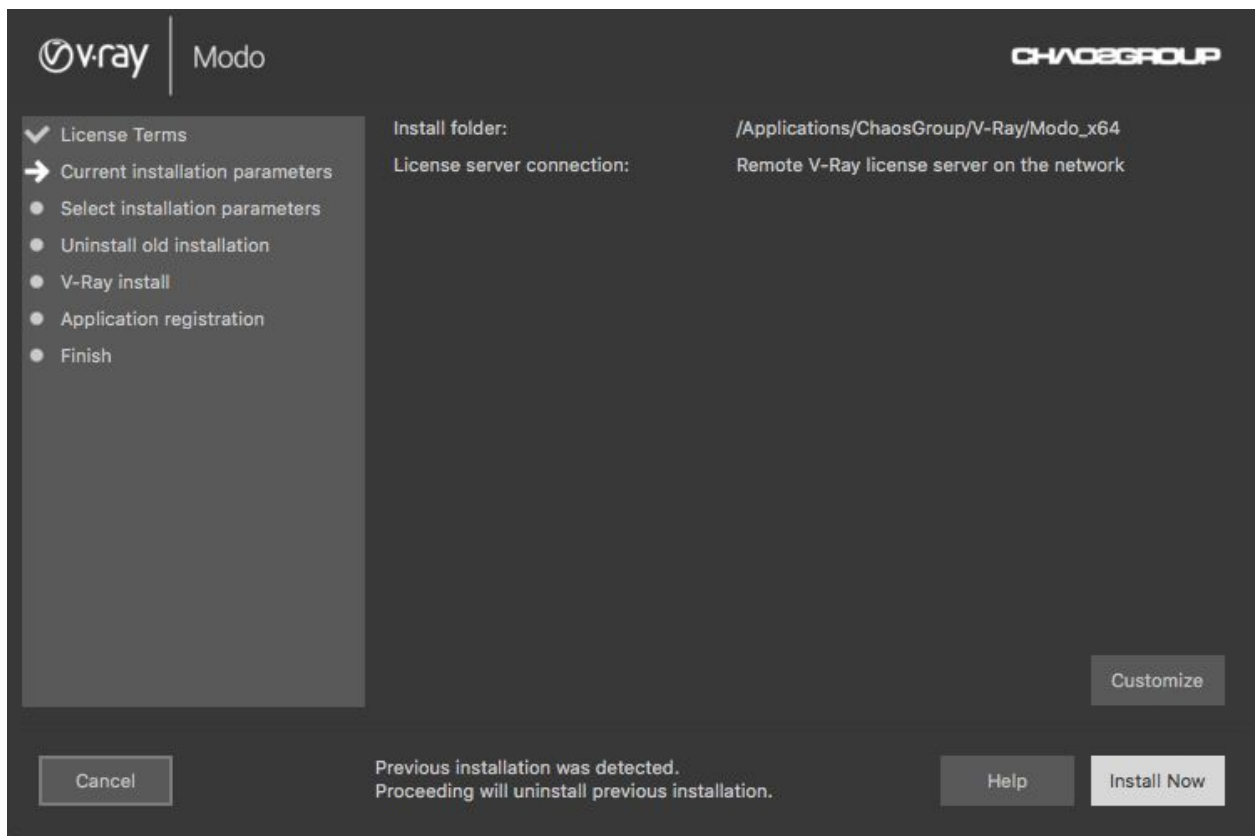 v·ray
Modo
CHAOSGROUP
License Terms
Current installation parameters
Select installation parameters
Uninstall old installation
V-Ray install
Application registration
Finish
Install folder: /Applications/ChaosGroup/V-Ray/Modo_x64
License server connection: Remote V-Ray license server on the network
Customize
Cancel
Previous installation was detected.
Proceeding will uninstall previous installation.
Help
Install Now